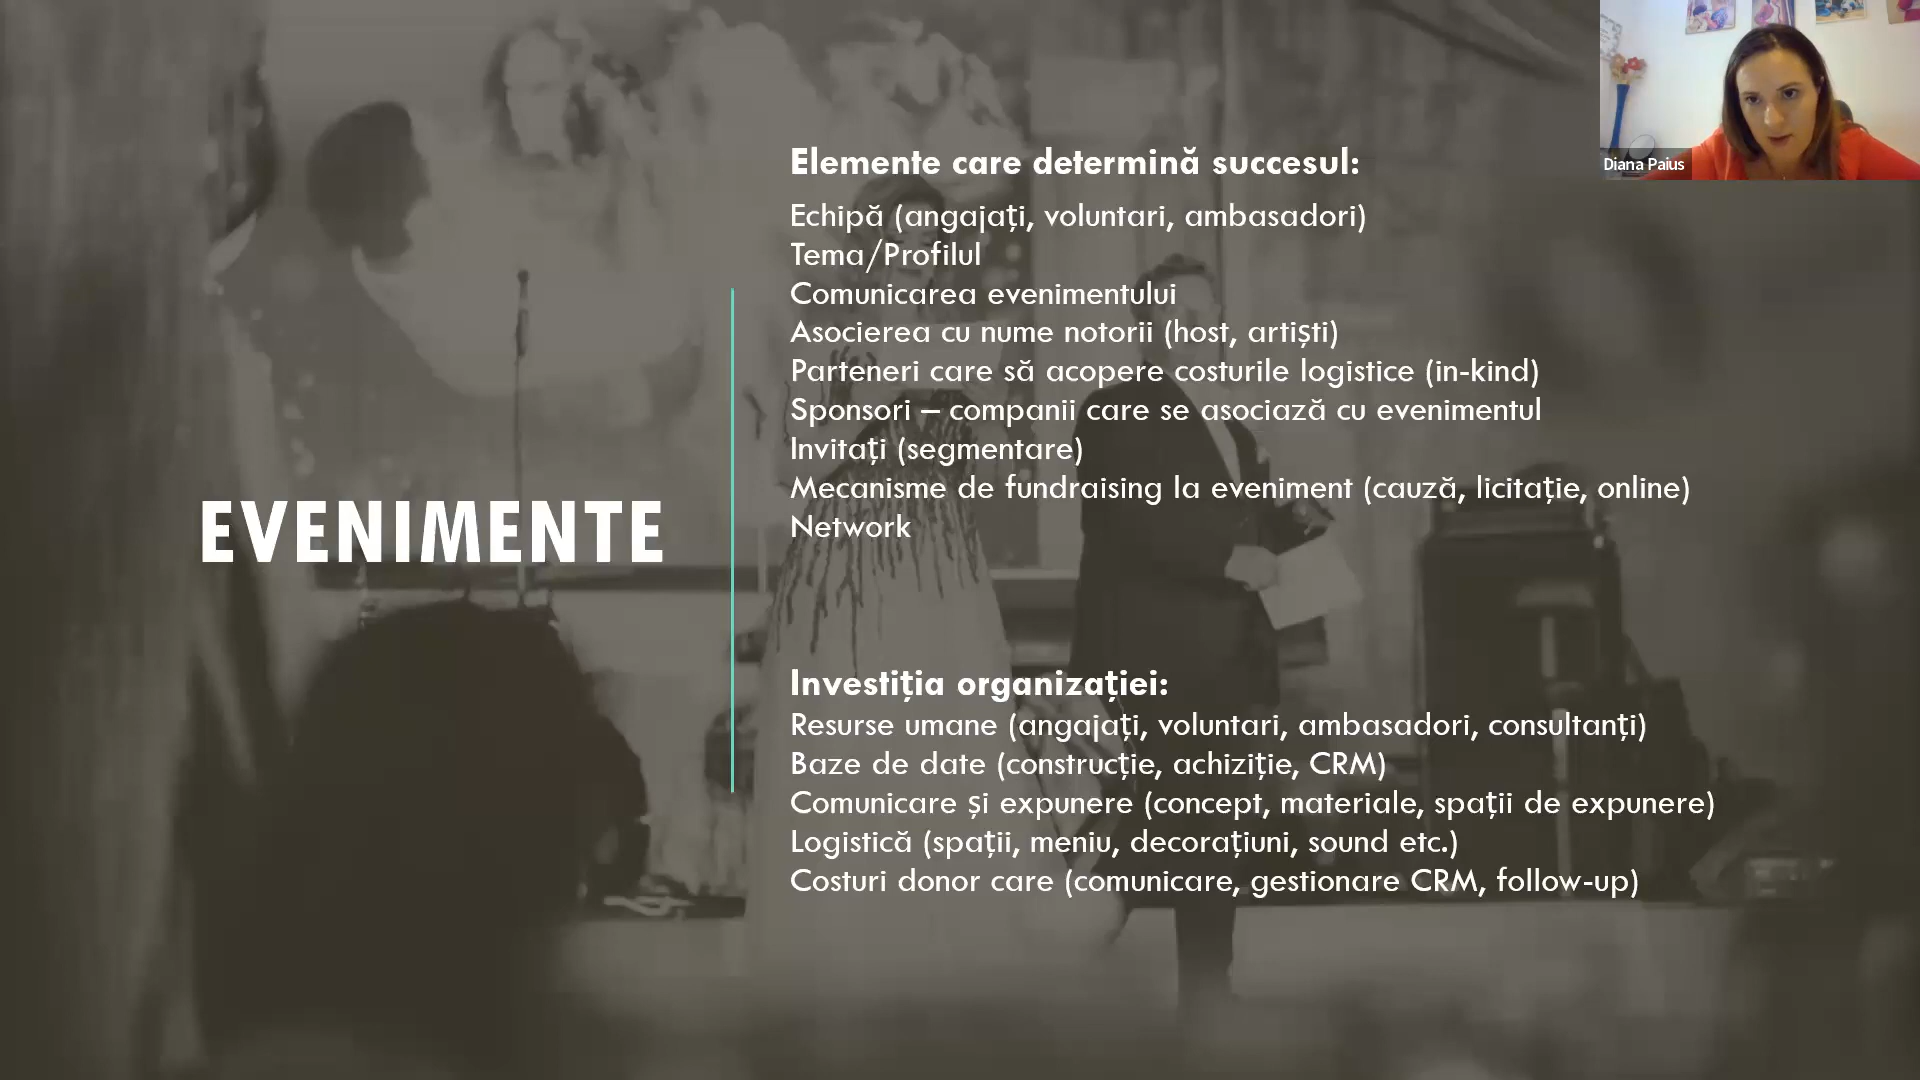 Diana Paius
EVENIMENTE
Elemente care determină succesul:
Echipă (angajați, voluntari, ambasadori)
Tema/Profilul
Comunicarea evenimentului
Asocierea cu nume notorii (host, artiști)
Parteneri care să acopere costurile logistice (in-kind)
Sponsori – companii care se asociază cu evenimentul
Invitați (segmentare)
Mecanisme de fundraising la eveniment (cauză, licitație, online)
Network
Investiția organizației:
Resurse umane (angajați, voluntari, ambasadori, consultanți)
Baze de date (construcție, achiziție, CRM)
Comunicare și expunere (concept, materiale, spații de expunere)
Logistică (spații, meniu, decorațiuni, sound etc.)
Costuri donor care (comunicare, gestionare CRM, follow-up)